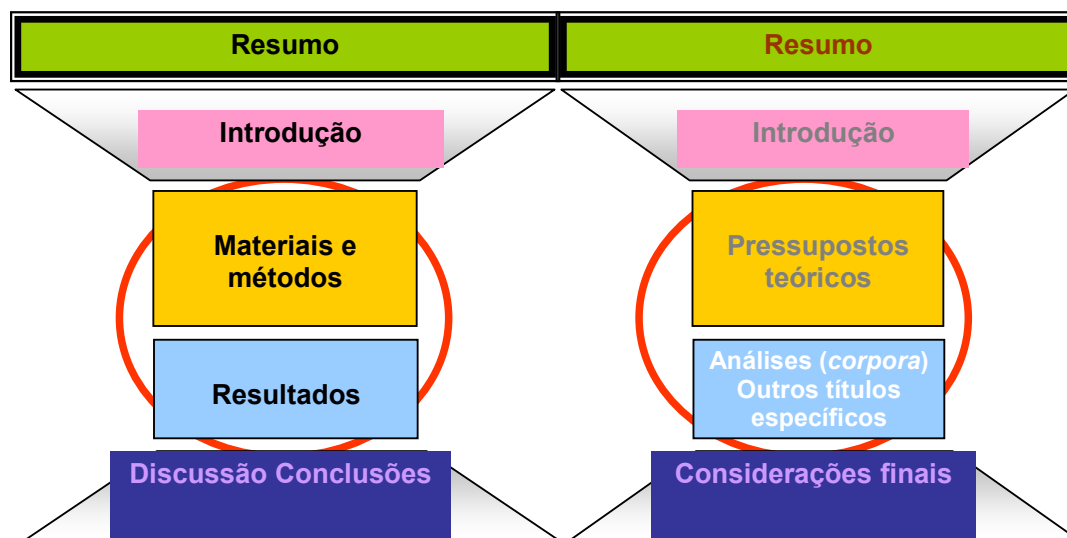 Resumo
Introdução
Materiais e
métodos
Resultados
Discussão Conclusões
Resumo
Introdução
Pressupostos
teóricos
Análises (corpora)
Outros títulos
específicos
Considerações finais